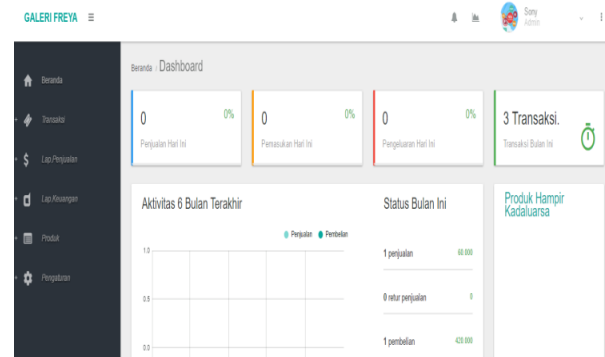 GALERI FREYA
Sony
Admin
Beranda
Transaksi
Lap.Penjualan
Lap.Keuangan
Produk
Pengaturan
Beranda / Dashboard
0 0%
Penjualan Hari Ini
0 0%
Pemasukan Hari Ini
0 0%
Pengeluaran Hari Ini
3 Transaksi.
Transaksi Bulan Ini
Aktivitas 6 Bulan Terakhir
Penjualan Pembelian
1.0
0.5
0.0
Status Bulan Ini
1 penjualan 60.000
0 retur penjualan 0
1 pembelian 420.000
Produk Hampir
Kadaluarsa